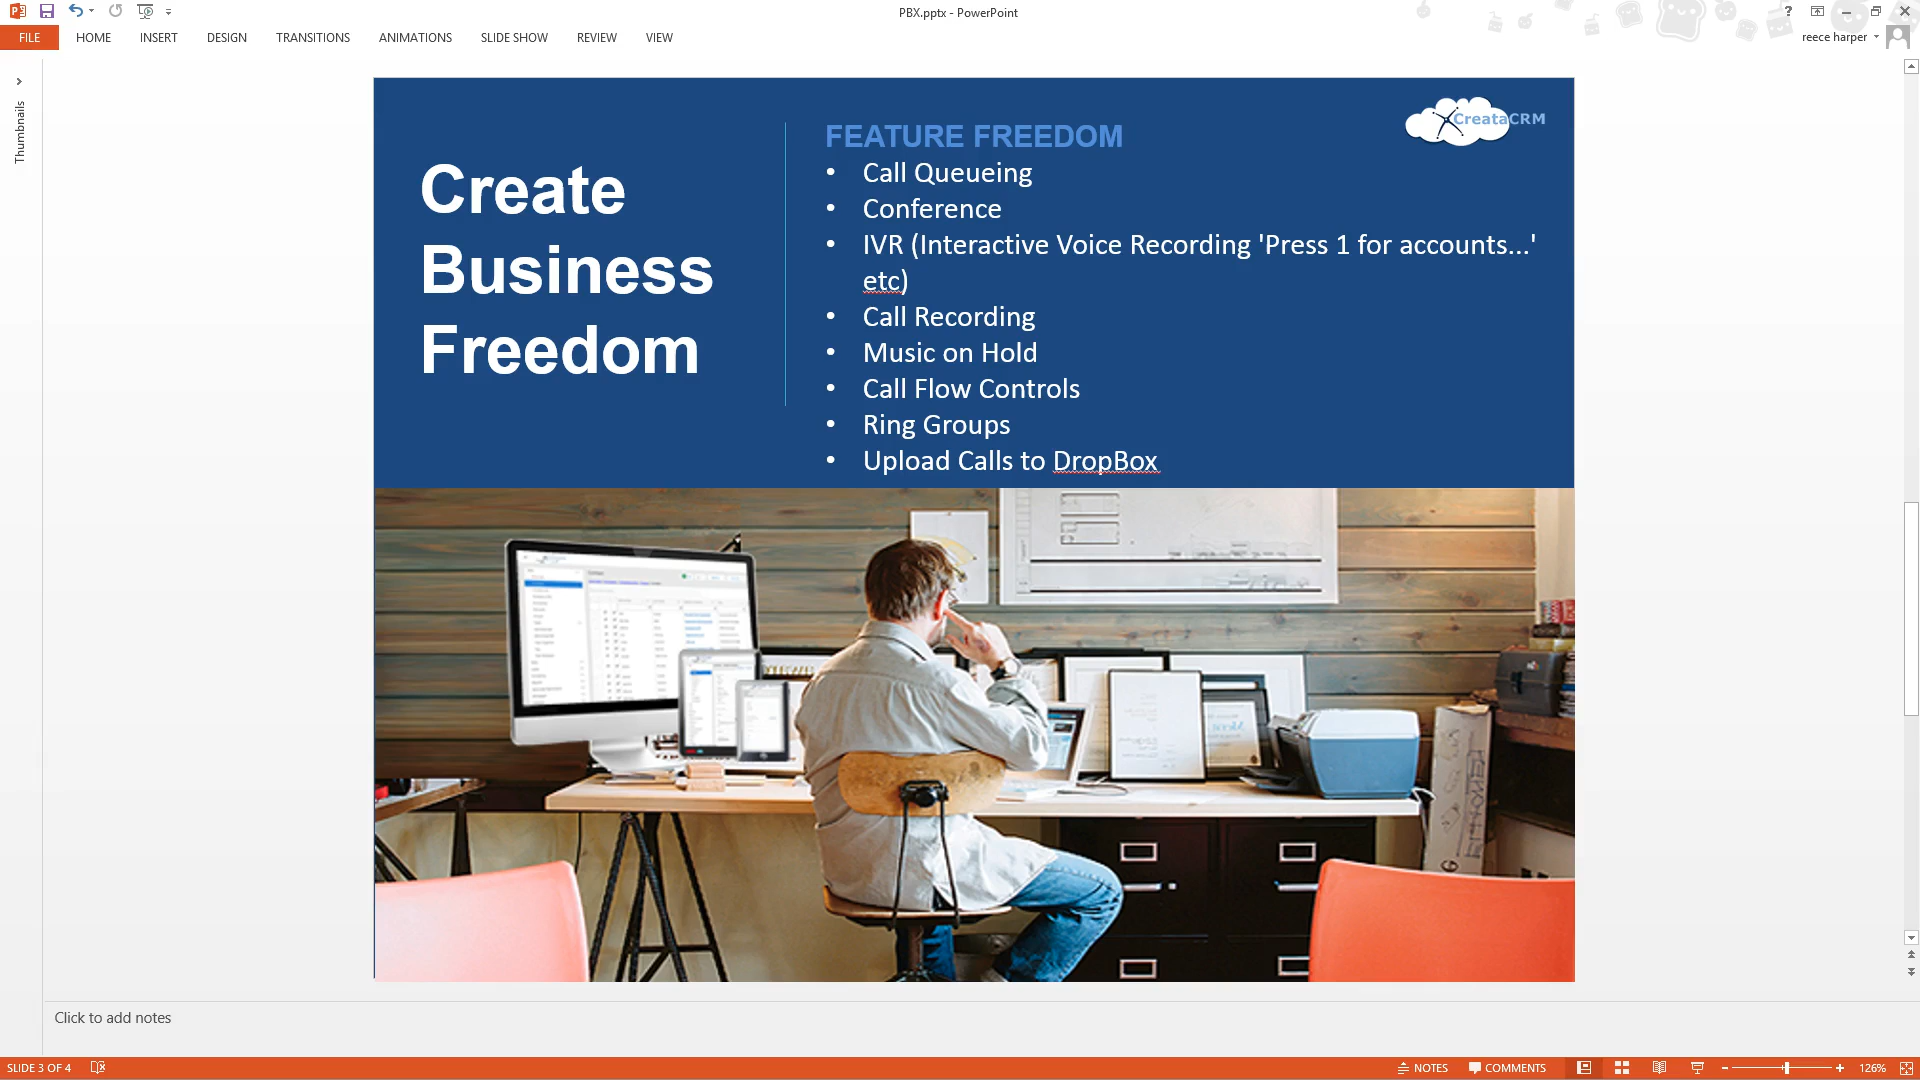 PBX.pptx - PowerPoint
FILE
HOME
INSERT
DESIGN
TRANSITIONS
ANIMATIONS
SLIDE SHOW
REVIEW
VIEW
reece harper
Thumbnails
Create
Business
Freedom
FEATURE FREEDOM
• Call Queueing
• Conference
• IVR (Interactive Voice Recording 'Press 1 for accounts...'
etc)
• Call Recording
• Music on Hold
• Call Flow Controls
• Ring Groups
• Upload Calls to DropBox
CreataCRM
Click to add notes
SLIDE 3 OF 4
NOTES
COMMENTS
126%